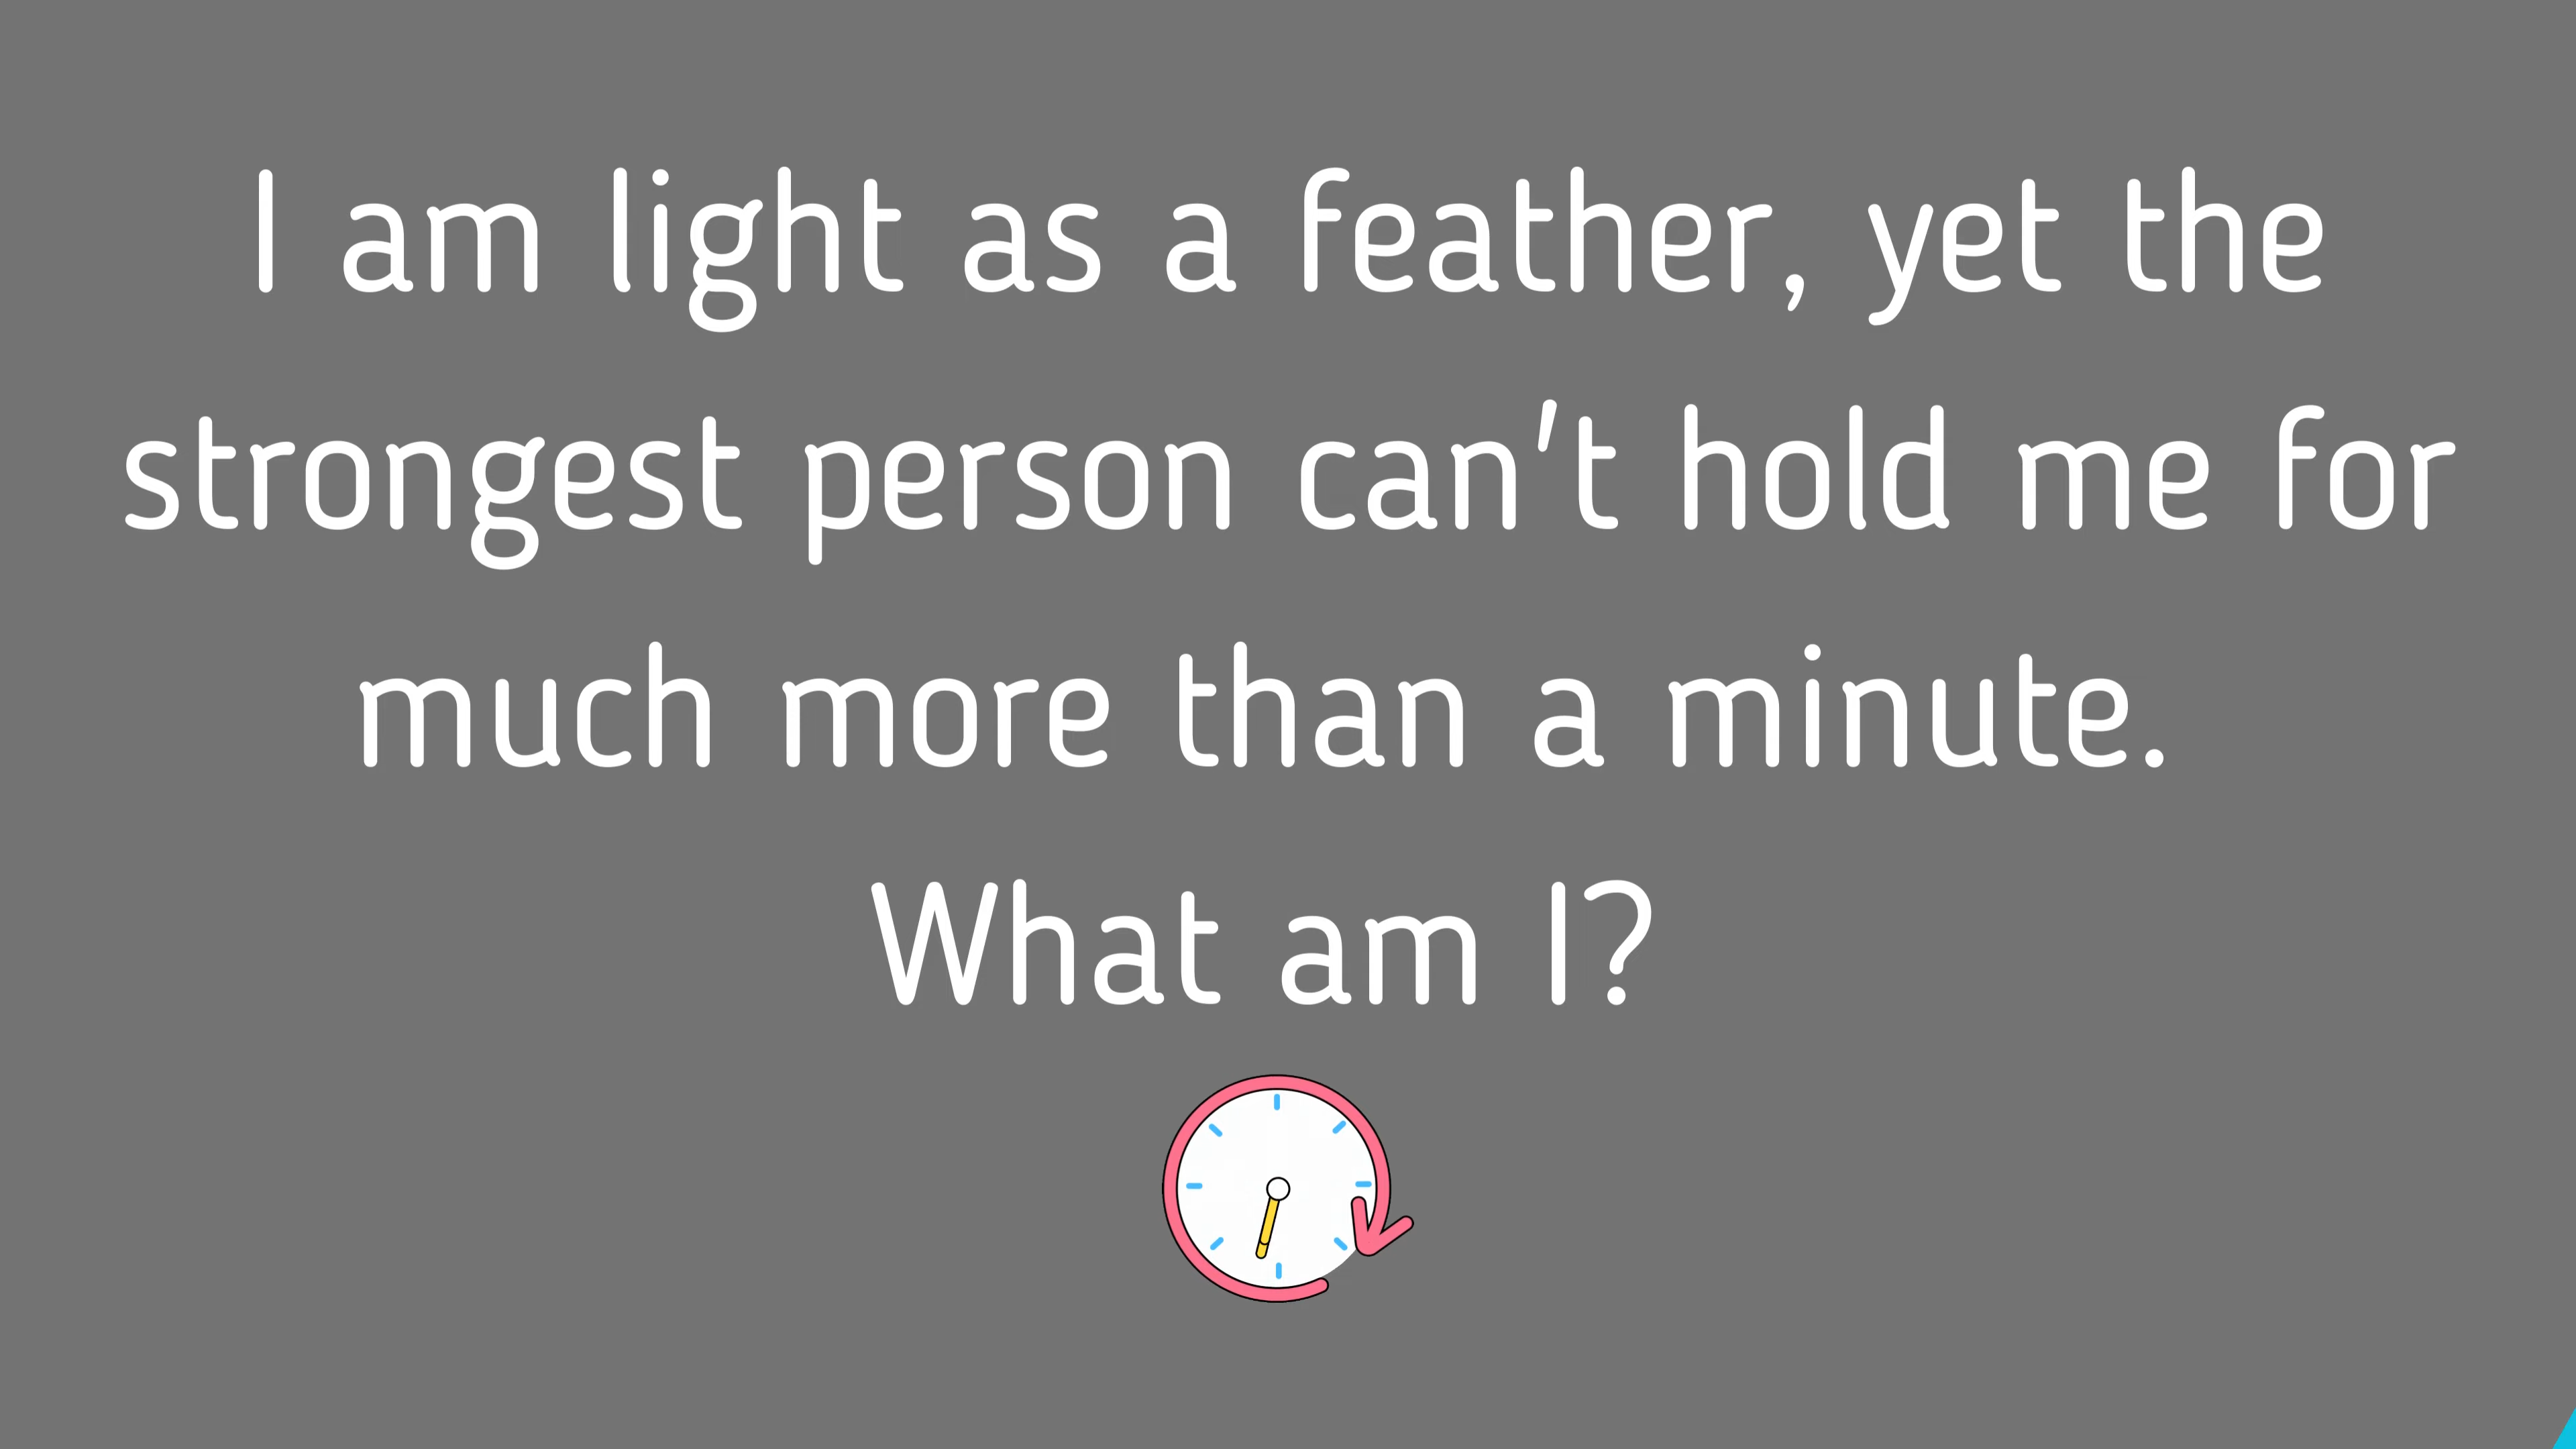 I am light as a feather, yet the
strongest person can't hold me for
much more than a minute.
What am I?